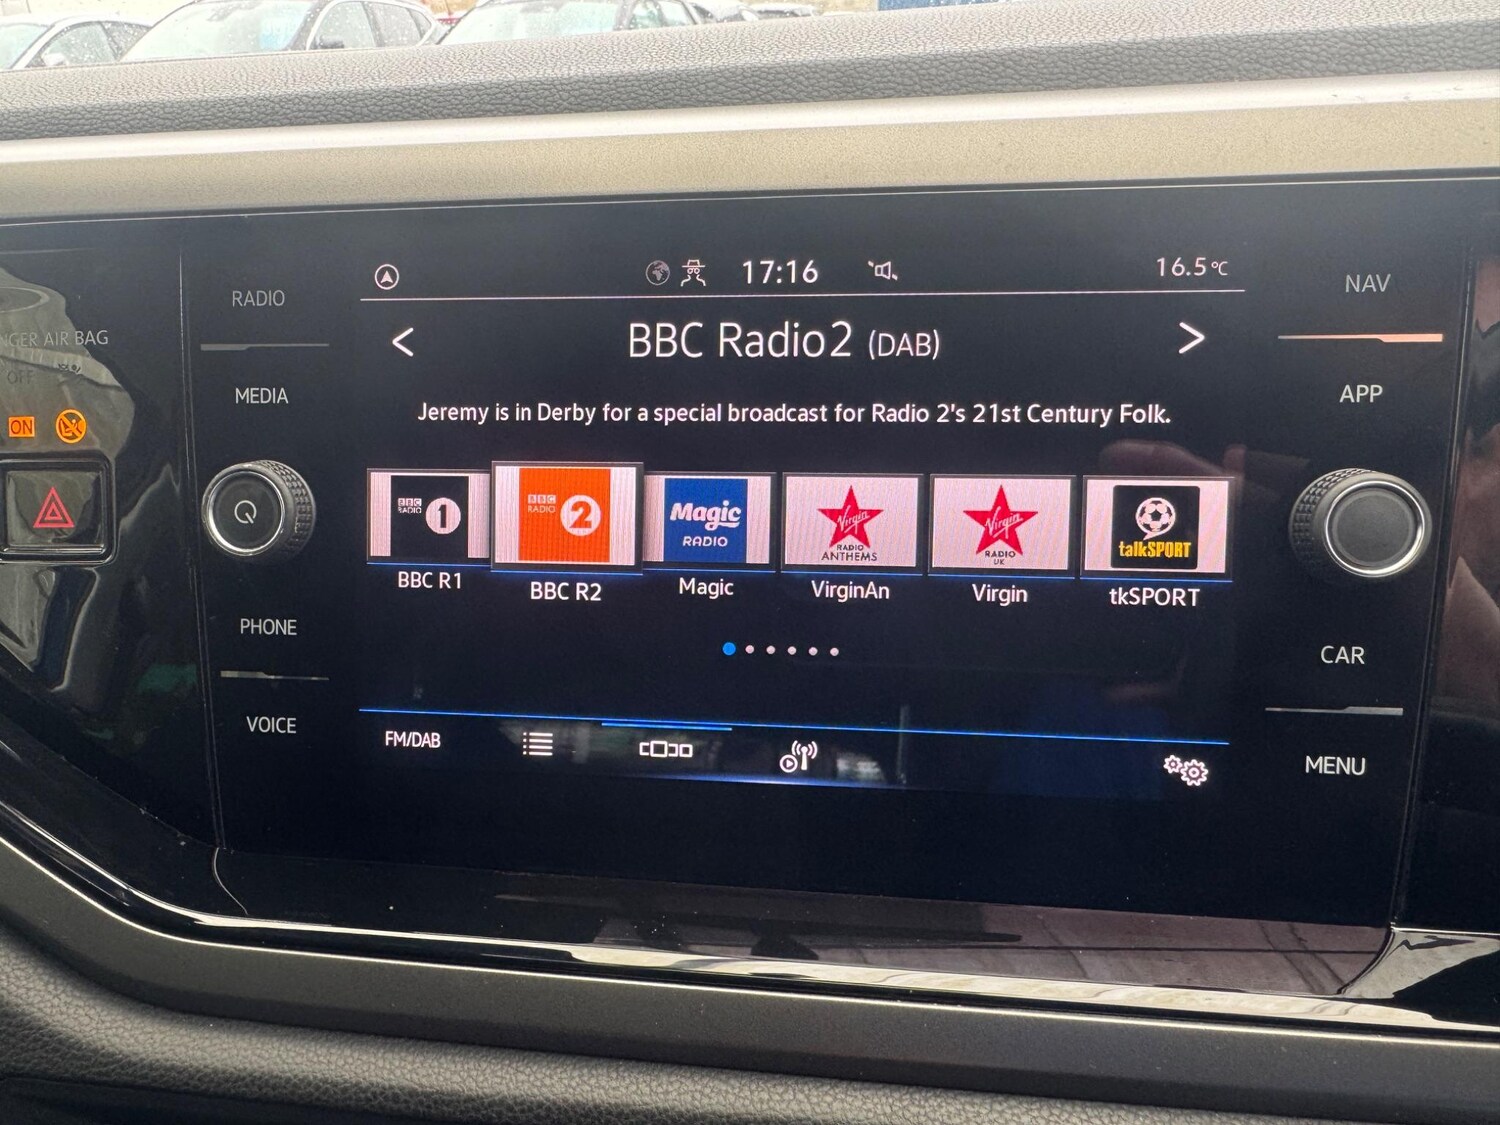 RADIO
MEDIA
PHONE
VOICE
NGER AIR BAG
OFF
ON
17:16
16.5°C
BBC Radio2 (DAB)
Jeremy is in Derby for a special broadcast for Radio 2's 21st Century Folk.
BBC
RADIO
1
BBC R1
BBC
RADIO
2
BBC R2
Magic
RADIO
Magic
Virgin
RADIO
ANTHEMS
VirginAn
Virgin
RADIO
UK
Virgin
talkSPORT
tkSPORT
FM/DAB
NAV
APP
CAR
MENU